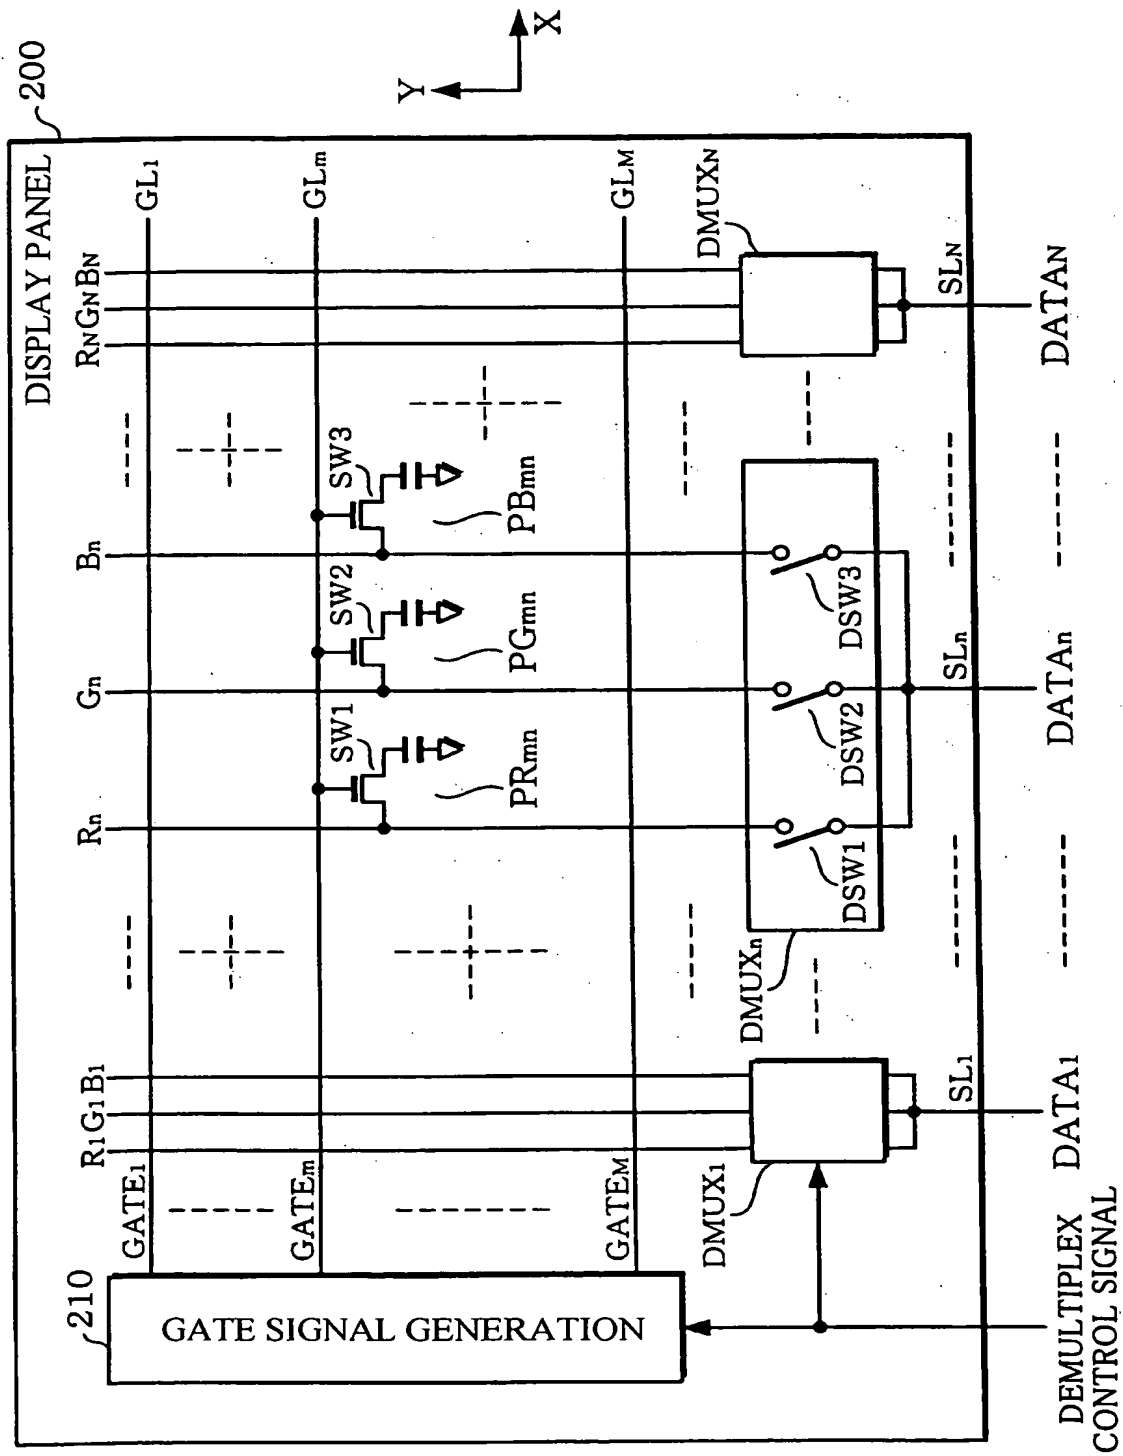 200
DISPLAY PANEL
Y
X
GL1
GLm
GLM
R1G1B1
Rn
Gn
Bn
RNGNBN
210
GATE SIGNAL GENERATION
GATE1
GATEm
GATEM
SW1
SW2
SW3
PRmn
PGmn
PBmn
DMUX1
DMUXn
DMUXN
DSW1
DSW2
DSW3
SL1
SLn
SLN
DEMULTIPLEX
CONTROL SIGNAL
DATA1
DATAn
DATAN